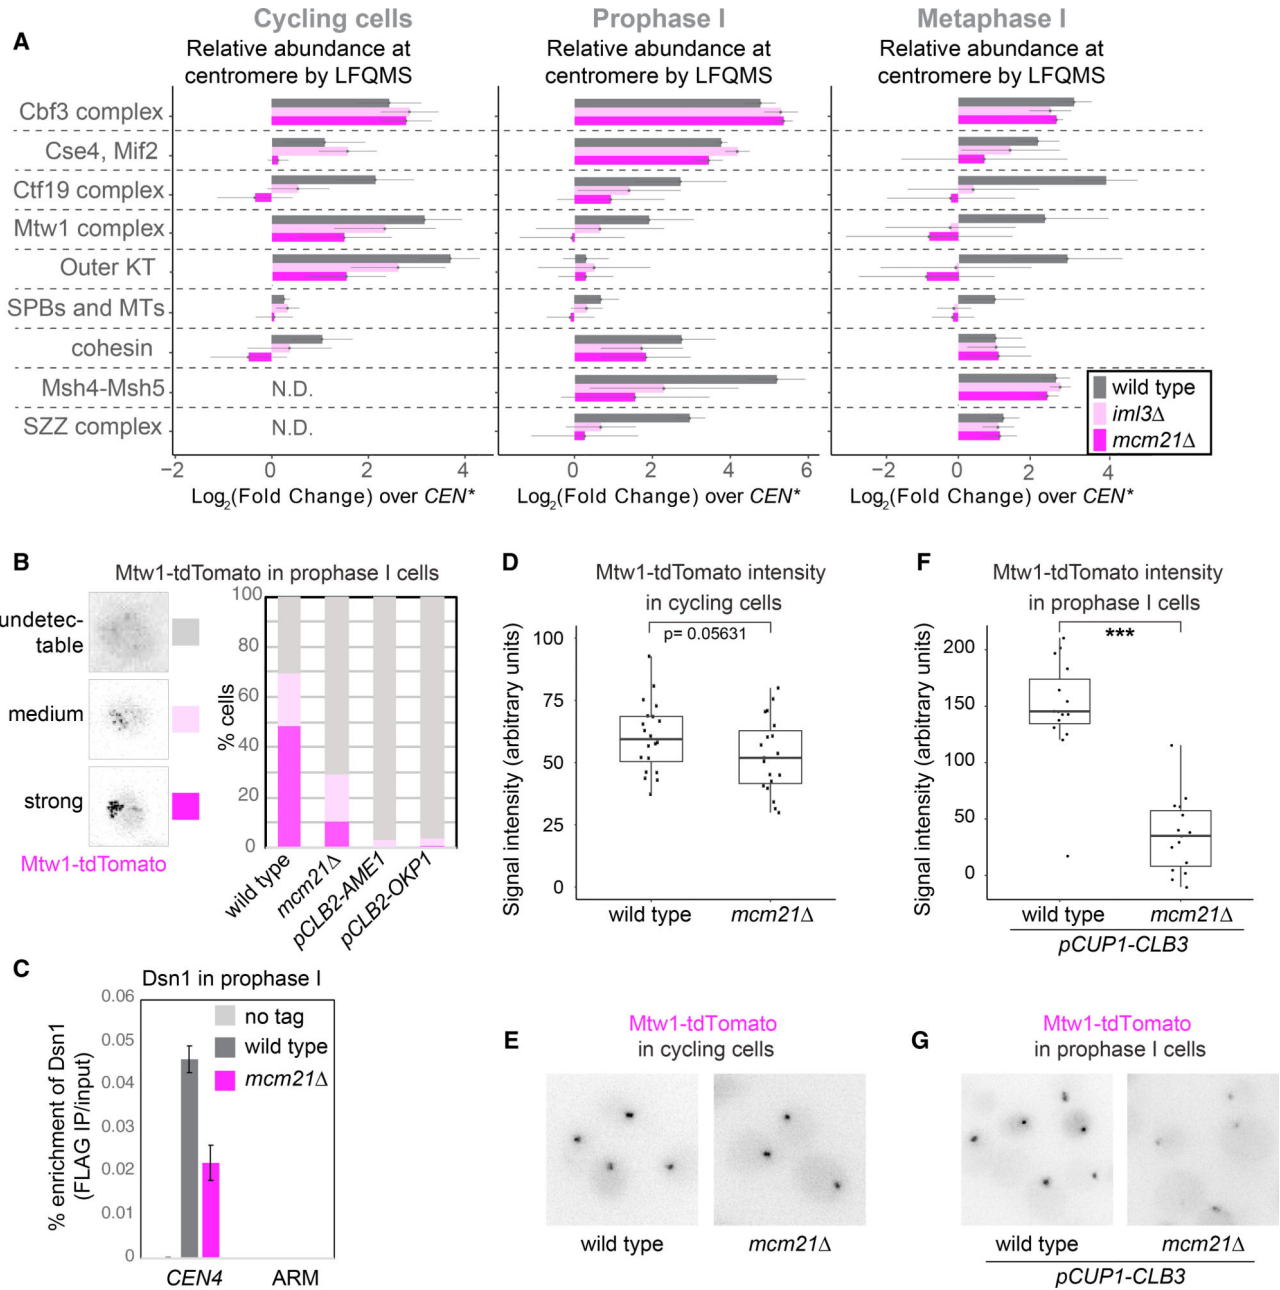 A
Cycling cells
Prophase I
Metaphase I
Relative abundance at
centromere by LFQMS
Relative abundance at
centromere by LFQMS
Relative abundance at
centromere by LFQMS
Cbf3 complex
Cse4, Mif2
Ctf19 complex
Mtw1 complex
Outer KT
SPBs and MTs
cohesin
Msh4-Msh5
N.D.
SZZ complex
N.D.
wild type
iml3Δ
mcm21Δ
−2 0 2 4
0 2 4 6
−2 0 2 4
Log2(Fold Change) over CEN*
Log2(Fold Change) over CEN*
Log2(Fold Change) over CEN*
B
Mtw1-tdTomato in prophase I cells
undetec-
table
medium
strong
Mtw1-tdTomato
% cells
100
80
60
40
20
0
wild type
mcm21Δ
pCLB2-AME1
pCLB2-OKP1
C
Dsn1 in prophase I
% enrichment of Dsn1
(FLAG IP/input)
0.06
0.05
0.04
0.03
0.02
0.01
0
no tag
wild type
mcm21Δ
CEN4
ARM
D
Mtw1-tdTomato intensity
in cycling cells
p= 0.05631
Signal intensity (arbitrary units)
100
75
50
25
0
wild type
mcm21Δ
E
Mtw1-tdTomato
in cycling cells
wild type
mcm21Δ
F
Mtw1-tdTomato intensity
in prophase I cells
***
Signal intensity (arbitrary units)
200
150
100
50
0
wild type
mcm21Δ
pCUP1-CLB3
G
Mtw1-tdTomato
in prophase I cells
wild type
mcm21Δ
pCUP1-CLB3